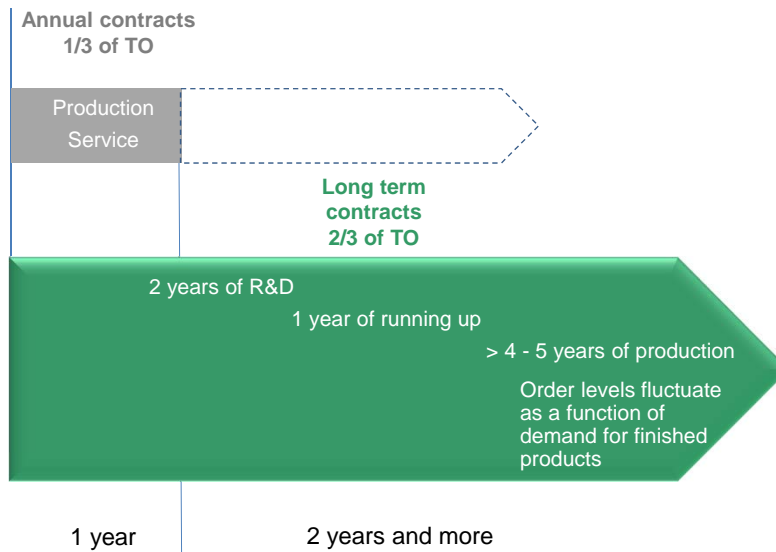 Annual contracts
1/3 of TO
Production
Service
Long term
contracts
2/3 of TO
2 years of R&D
1 year of running up
> 4 - 5 years of production
Order levels fluctuate
as a function of
demand for finished
products
1 year
2 years and more